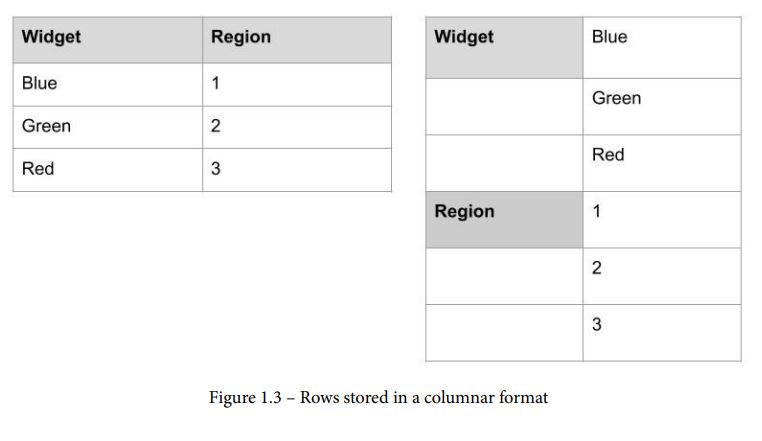 Widget Region
Blue 1
Green 2
Red 3
Widget Blue
Green
Red
Region 1
2
3
Figure 1.3 – Rows stored in a columnar format